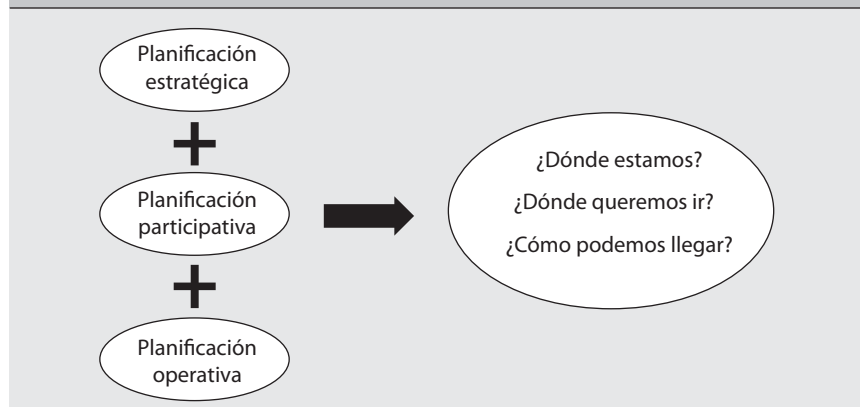 Planificación
estratégica
+
Planificación
participativa
+
Planificación
operativa
¿Dónde estamos?
¿Dónde queremos ir?
¿Cómo podemos llegar?